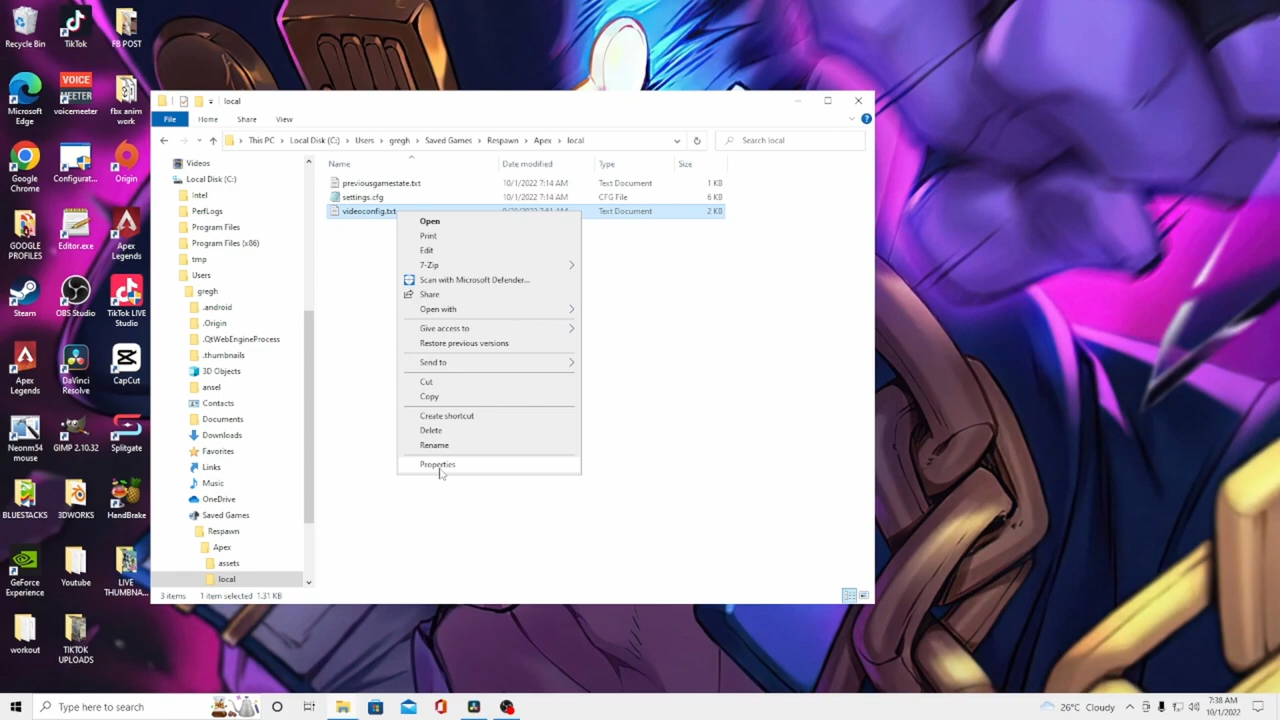 Recycle Bin
TikTok
FB POST
Microsoft Edge
VOICE MEETER
voicemeeter
fbx anim work
Google Chrome
Configurat...
Origin
GOOGLE PROFILES
Editor.exe
Apex Legends
Steam
OBS Studio
TikTok LIVE Studio
Apex Legends
DaVinci Resolve
CapCut
Neonm54 mouse
GIMP 2.10.32
Splitgate
BLUESTACKS
3DWORKS
HandBrake
GeForce Experience
Youtube
LIVE THUMBNA...
workout
TIKTOK UPLOADS
local
File
Home
Share
View
This PC
Local Disk (C:)
Users
gregh
Saved Games
Respawn
Apex
local
Search local
Videos
Local Disk (C:)
Intel
PerfLogs
Program Files
Program Files (x86)
tmp
Users
gregh
.android
.Origin
.QtWebEngineProcess
.thumbnails
3D Objects
ansel
Contacts
Documents
Downloads
Favorites
Links
Music
OneDrive
Saved Games
Respawn
Apex
assets
local
Name Date modified Type Size
previousgamestate.txt 10/1/2022 7:14 AM Text Document 1 KB
settings.cfg 10/1/2022 7:14 AM CFG File 6 KB
videoconfig.txt Text Document 2 KB
Open
Print
Edit
7-Zip
Scan with Microsoft Defender...
Share
Open with
Give access to
Restore previous versions
Send to
Cut
Copy
Create shortcut
Delete
Rename
Properties
3 items 1 item selected 1.31 KB
Type here to search
26°C Cloudy
7:38 AM
10/1/2022